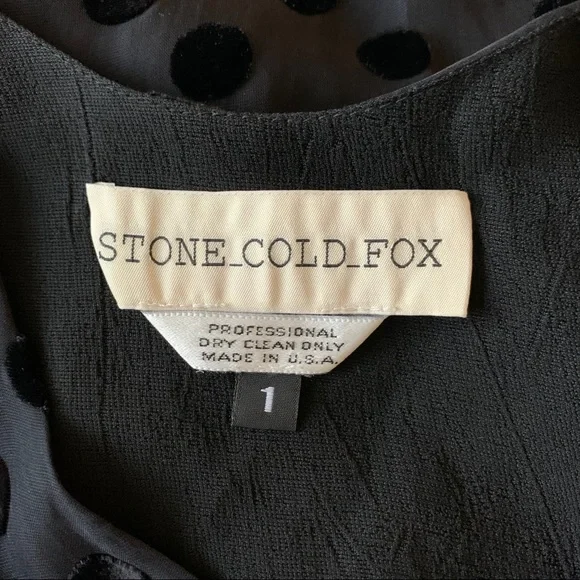 STONE_COLD_FOX
PROFESSIONAL
DRY CLEAN ONLY
MADE IN U.S.A.
1